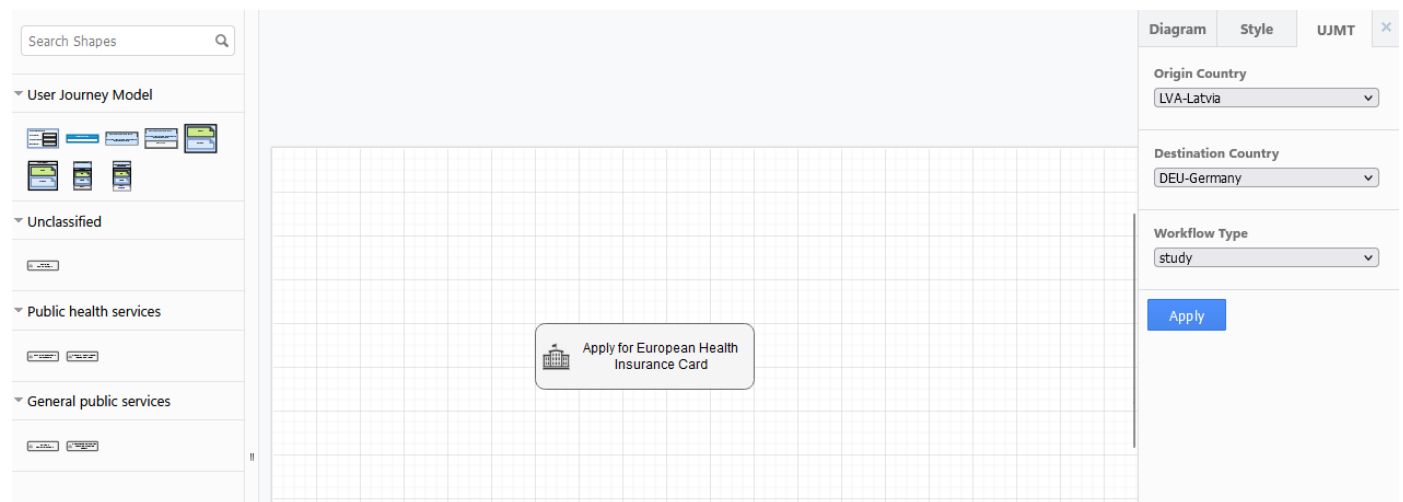 Search Shapes
User Journey Model
Unclassified
Public health services
General public services
Apply for European Health
Insurance Card
Diagram Style UJMT ×
Origin Country
LVA-Latvia
Destination Country
DEU-Germany
Workflow Type
study
Apply